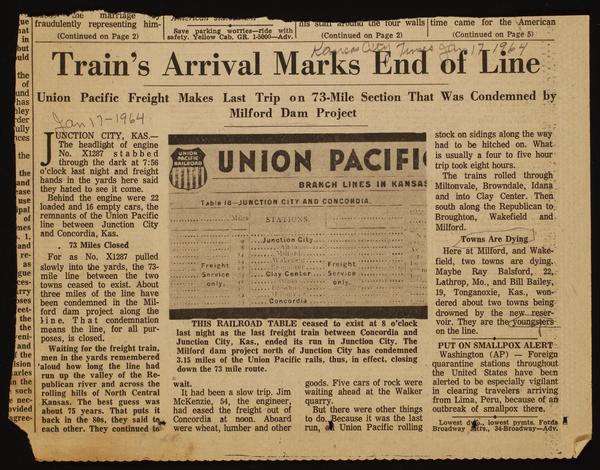 the marriage
fraudulently representing him-
(Continued on Page 2)
Save parking worries—ride with
safety. Yellow Cab. GR. 1-5000—Adv.
his staff around the four walls
(Continued on Page 2)
time came for the American
(Continued on Page 5)
Kansas City Times Jan 17-1964
Train's Arrival Marks End of Line
Union Pacific Freight Makes Last Trip on 73-Mile Section That Was Condemned by
Milford Dam Project
Jan 17-1964
JUNCTION CITY, KAS.—
The headlight of engine
No. X1287 stabbed
through the dark at 7:56
o'clock last night and freight
hands in the yards here said
they hated to see it come.
Behind the engine were 22
loaded and 16 empty cars, the
remnants of the Union Pacific
line between Junction City
and Concordia, Kas.
73 Miles Closed
For as No. X1287 pulled
slowly into the yards, the 73-
mile line between the two
towns ceased to exist. About
three miles of the line have
been condemned in the Mil-
ford dam project along the
line. That condemnation
means the line, for all pur-
poses, is closed.
Waiting for the freight train,
men in the yards remembered
aloud how long the line had
run up the valley of the Re-
publican river and across the
rolling hills of North Central
Kansas. The best guess was
about 75 years. That puts it
back in the 80s, they said to
each other. They continued to
UNION
PACIFIC
RAILROAD
UNION PACIFIC
BRANCH LINES IN KANSAS
Table 18—JUNCTION CITY AND CONCORDIA.
Miles
STATIONS
Junction City
Milford
Wakefield
Freight
Service
only.
Clay Center
Freight
Service
only.
Concordia
THIS RAILROAD TABLE ceased to exist at 8 o'clock
last night as the last freight train between Concordia and
Junction City, Kas., ended its run in Junction City. The
Milford dam project north of Junction City has condemned
3.15 miles of the Union Pacific rails, thus, in effect, closing
down the 73 mile route.
wait.
It had been a slow trip. Jim
McKenzie, 54, the engineer,
had eased the freight out of
Concordia at noon. Aboard
were wheat, lumber and other
goods. Five cars of rock were
waiting ahead at the Walker
quarry.
But there were other things
to do. Because it was the last
run, all Union Pacific rolling
stock on sidings along the way
had to be hitched on. What
is usually a four to five hour
trip took eight hours.
The trains rolled through
Miltonvale, Browndale, Idana
and into Clay Center. Then
south along the Republican to
Broughton, Wakefield and
Milford.
Towns Are Dying
Here at Milford, and Wake-
field, two towns are dying.
Maybe Ray Balsford, 22,
Lathrop, Mo., and Bill Bailey,
19, Tonganoxie, Kas., won-
dered about two towns being
drowned by the new reser-
voir. They are the youngsters
on the line.
PUT ON SMALLPOX ALERT
Washington (AP) — Foreign
quarantine stations throughout
the United States have been
alerted to be especially vigilant
in clearing travelers arriving
from Lima, Peru, because of an
outbreak of smallpox there.
Lowest dwn., lowest pymts. Fords
Broadway Mtrs., 34-Broadway—Adv.